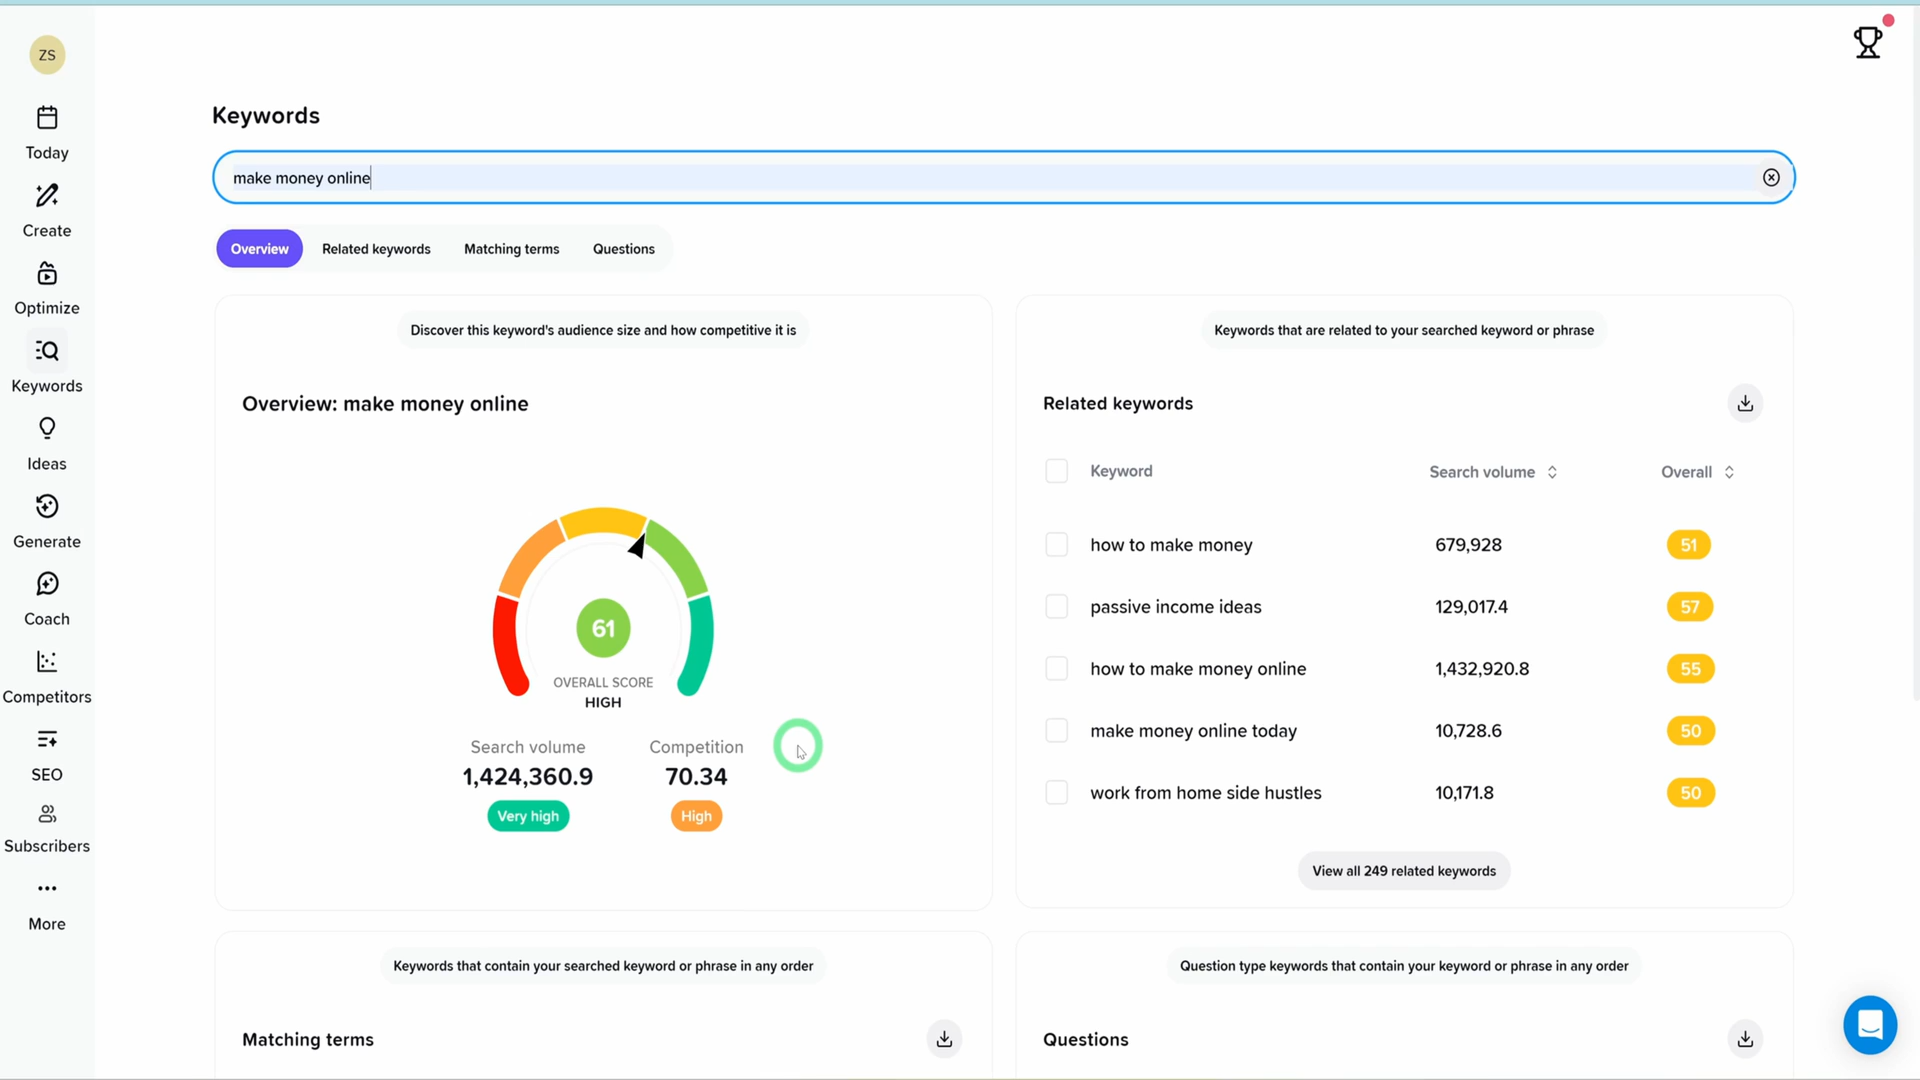 ZS
Today
Create
Optimize
Keywords
Ideas
Generate
Coach
Competitors
SEO
Subscribers
More
Keywords
make money online
Overview
Related keywords
Matching terms
Questions
Discover this keyword's audience size and how competitive it is
Overview: make money online
61
OVERALL SCORE
HIGH
Search volume
1,424,360.9
Very high
Competition
70.34
High
Keywords that are related to your searched keyword or phrase
Related keywords
Keyword Search volume Overall
how to make money 679,928 51
passive income ideas 129,017.4 57
how to make money online 1,432,920.8 55
make money online today 10,728.6 50
work from home side hustles 10,171.8 50
View all 249 related keywords
Keywords that contain your searched keyword or phrase in any order
Matching terms
Question type keywords that contain your keyword or phrase in any order
Questions